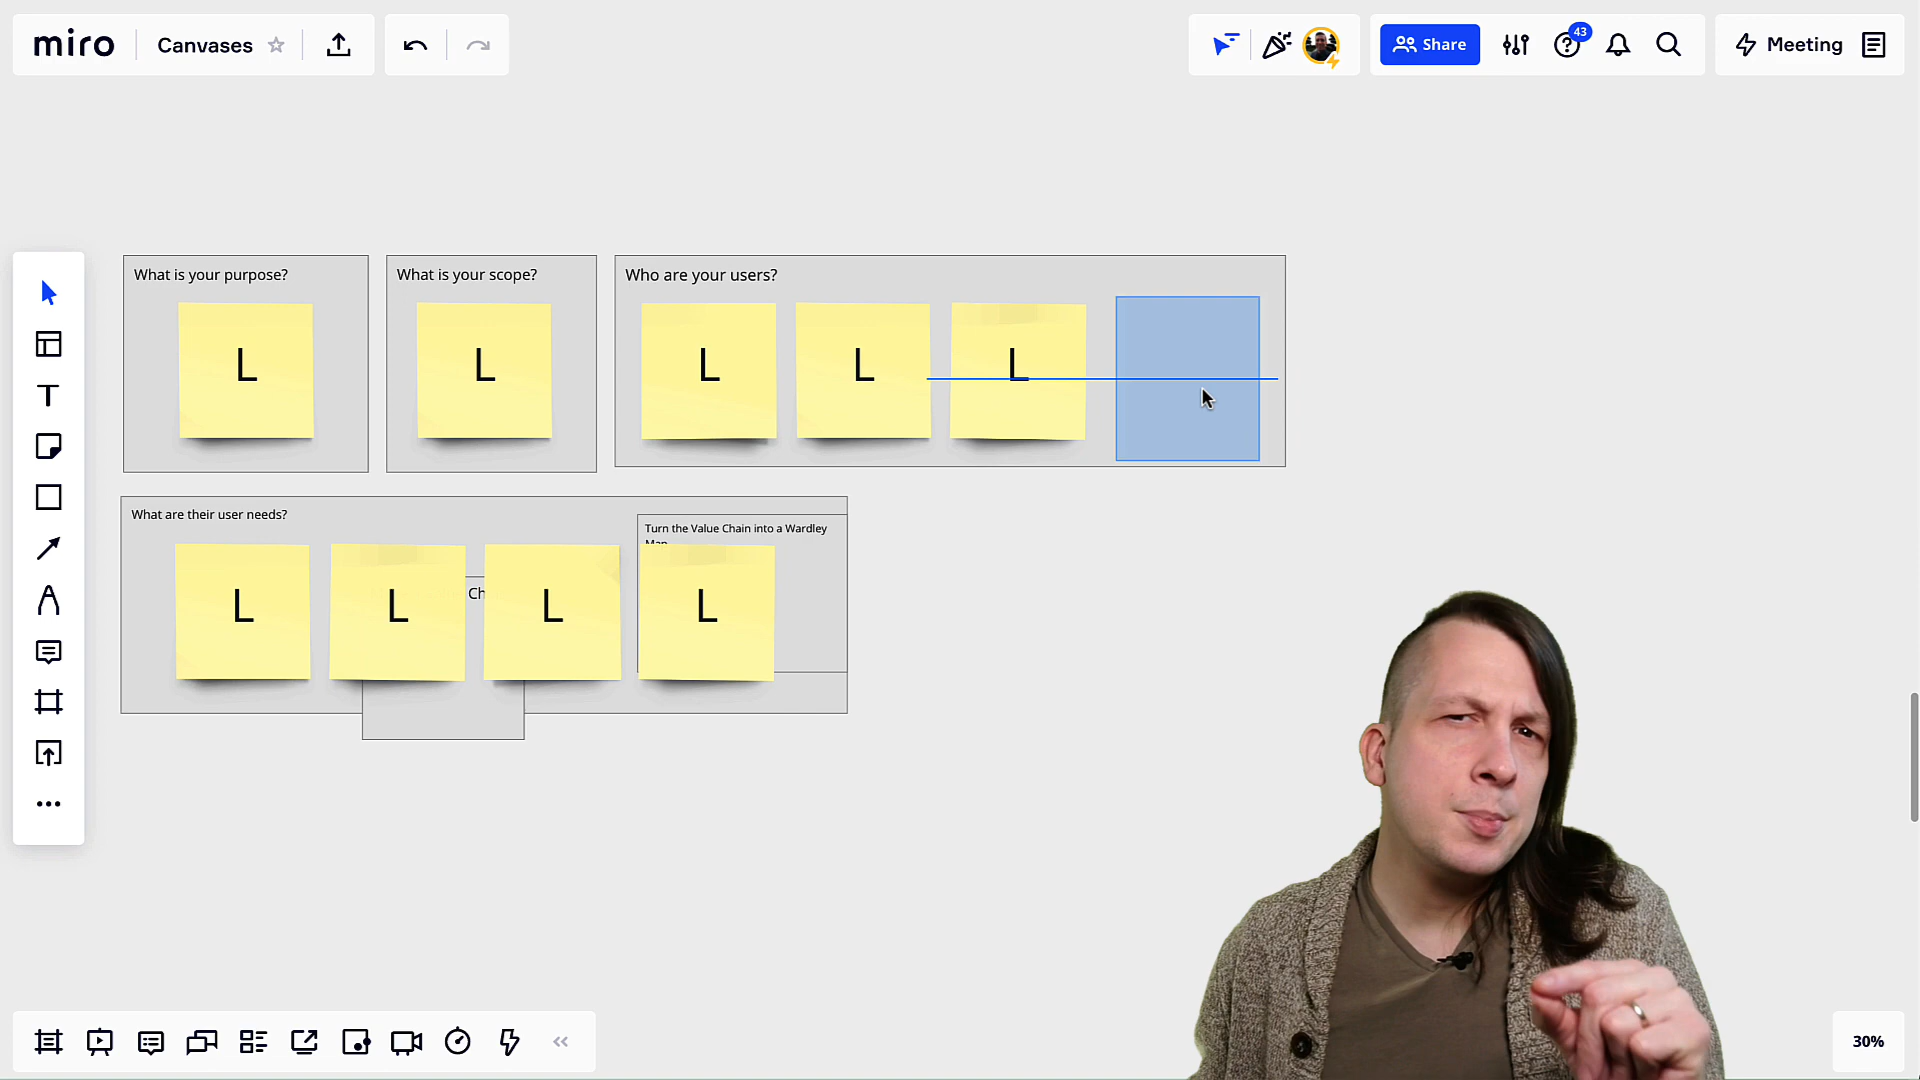 miro
Canvases
Share
43
Meeting
What is your purpose?
What is your scope?
Who are your users?
L
L
L
L
L
What are their user needs?
Turn the Value Chain into a Wardley
Map
Ch
L
L
L
L
30%